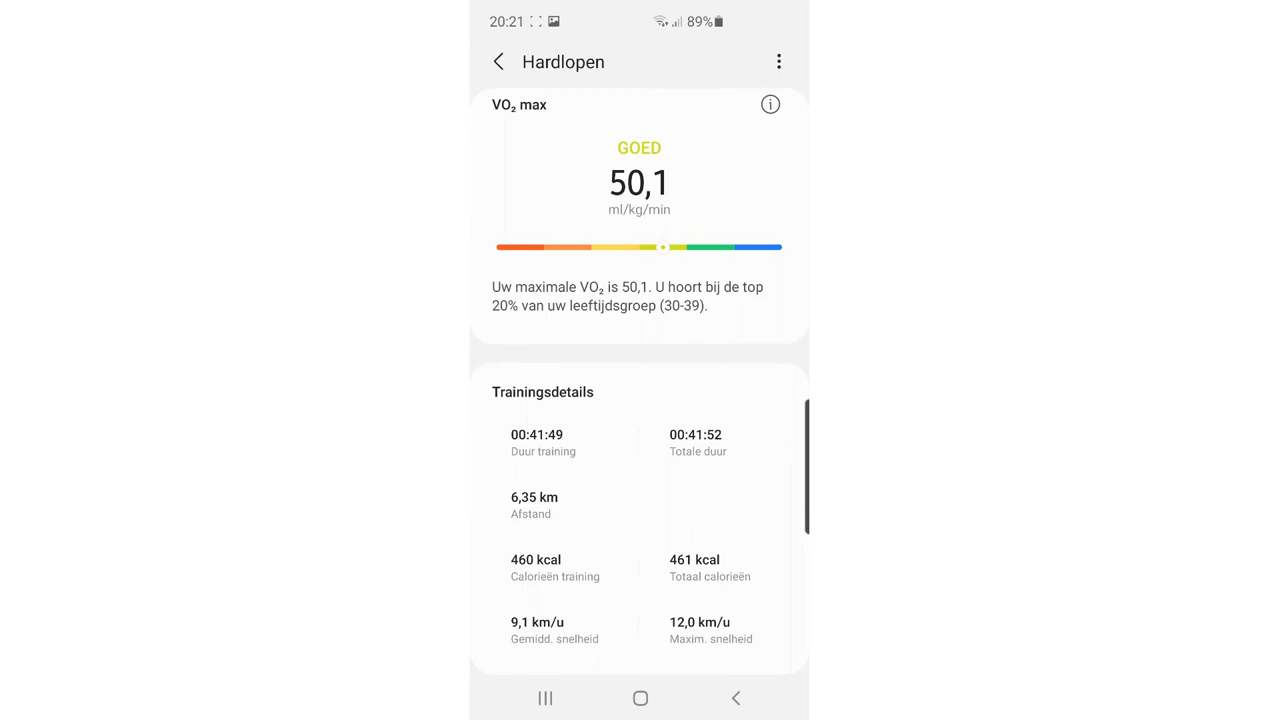 20:21 89%
Hardlopen
VO₂ max
GOED
50,1
ml/kg/min
Uw maximale VO₂ is 50,1. U hoort bij de top
20% van uw leeftijdsgroep (30-39).
Trainingsdetails
00:41:49 00:41:52
Duur training Totale duur
6,35 km
Afstand
460 kcal 461 kcal
Calorieën training Totaal calorieën
9,1 km/u 12,0 km/u
Gemidd. snelheid Maxim. snelheid